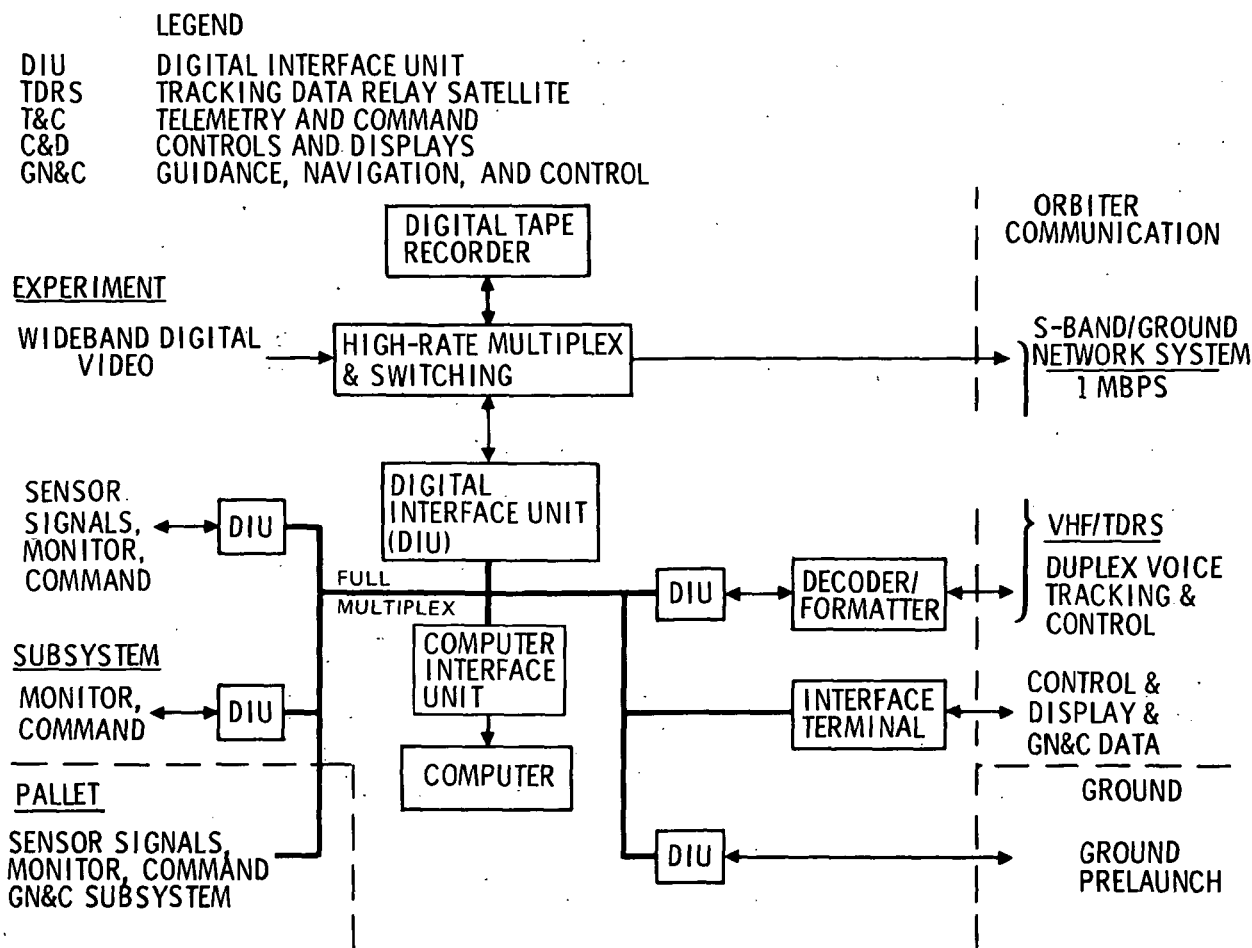 LEGEND
DIU DIGITAL INTERFACE UNIT
TDRS TRACKING DATA RELAY SATELLITE
T&C TELEMETRY AND COMMAND
C&D CONTROLS AND DISPLAYS
GN&C GUIDANCE, NAVIGATION, AND CONTROL
DIGITAL TAPE
RECORDER
ORBITER
COMMUNICATION
EXPERIMENT
WIDEBAND DIGITAL
VIDEO
HIGH-RATE MULTIPLEX
& SWITCHING
S-BAND/GROUND
NETWORK SYSTEM
1 MBPS
SENSOR
SIGNALS,
MONITOR,
COMMAND
DIU
DIGITAL
INTERFACE UNIT
(DIU)
FULL
MULTIPLEX
DIU
DECODER/
FORMATTER
VHF/TDRS
DUPLEX VOICE
TRACKING &
CONTROL
SUBSYSTEM
MONITOR,
COMMAND
DIU
COMPUTER
INTERFACE
UNIT
INTERFACE
TERMINAL
CONTROL &
DISPLAY &
GN&C DATA
COMPUTER
PALLET
SENSOR SIGNALS,
MONITOR, COMMAND
GN&C SUBSYSTEM
DIU
GROUND
GROUND
PRELAUNCH